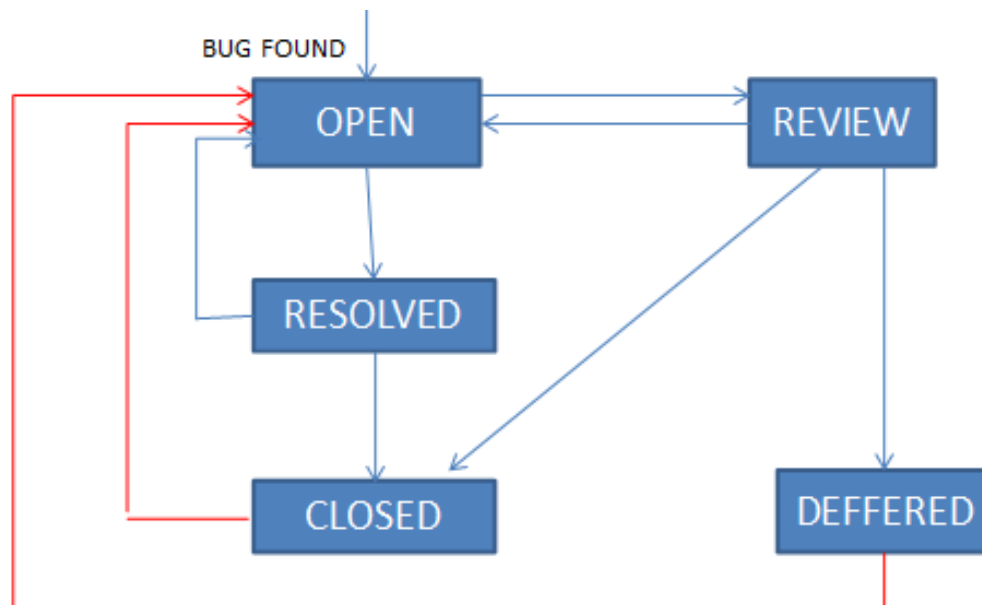 BUG FOUND
OPEN
REVIEW
RESOLVED
CLOSED
DEFFERED